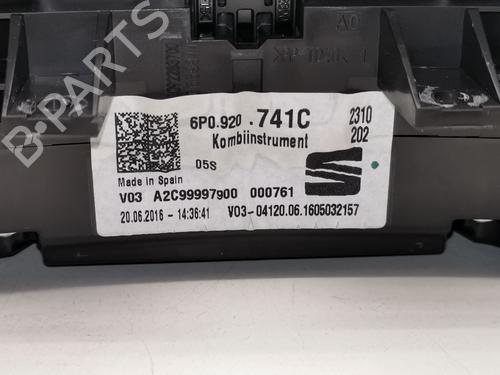 AO
6P0.920 .741C 2310
Kombiinstrument 202
05S
Made in Spain
V03 A2C99997900 000761
20.06.2016 - 14:36:41 V03-04120.06.1605032157
B-PARTS